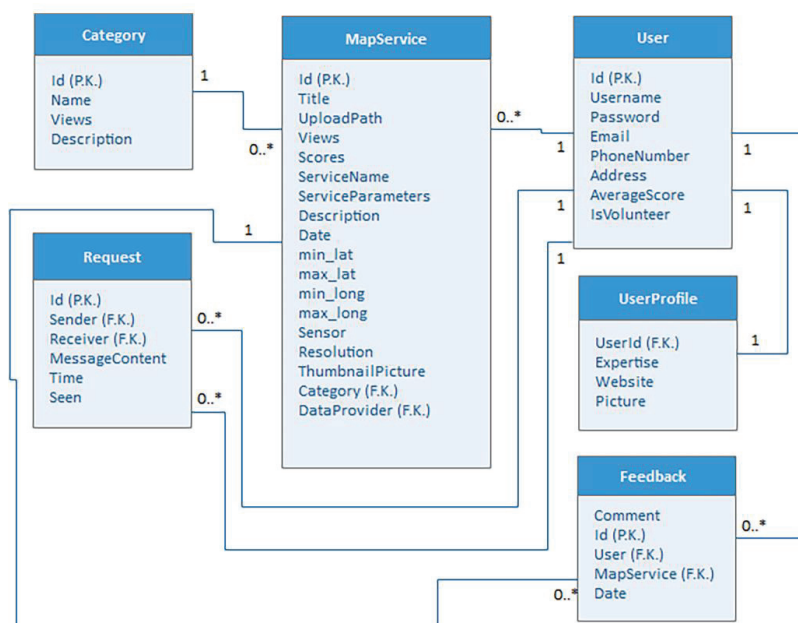 Category
Id (P.K.)
Name
Views
Description
1
0..*
MapService
Id (P.K.)
Title
UploadPath
Views
Scores
ServiceName
ServiceParameters
Description
Date
min_lat
max_lat
min_long
max_long
Sensor
Resolution
ThumbnailPicture
Category (F.K.)
DataProvider (F.K.)
0..*
1
User
Id (P.K.)
Username
Password
Email
PhoneNumber
Address
AverageScore
IsVolunteer
1
1
1
1
1
Request
Id (P.K.)
Sender (F.K.)
Receiver (F.K.)
MessageContent
Time
Seen
0..*
0..*
UserProfile
UserId (F.K.)
Expertise
Website
Picture
1
Feedback
Comment
Id (P.K.)
User (F.K.)
MapService (F.K.)
Date
0..*
0..*